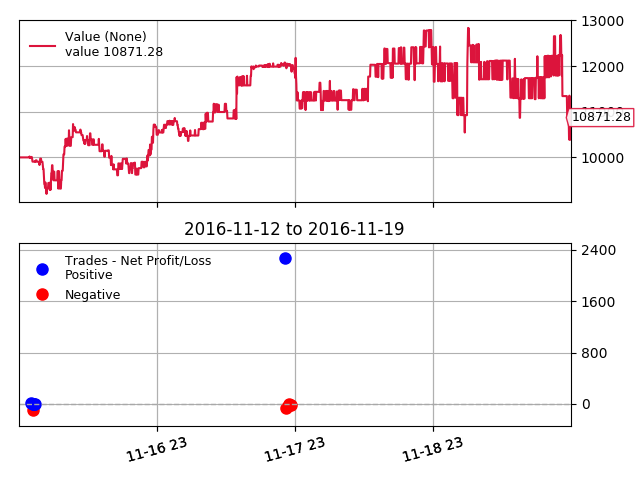 Value (None)
value 10871.28
13000
12000
11000
10871.28
10000
2016-11-12 to 2016-11-19
Trades - Net Profit/Loss
Positive
Negative
2400
1600
800
0
11-16 23
11-17 23
11-18 23